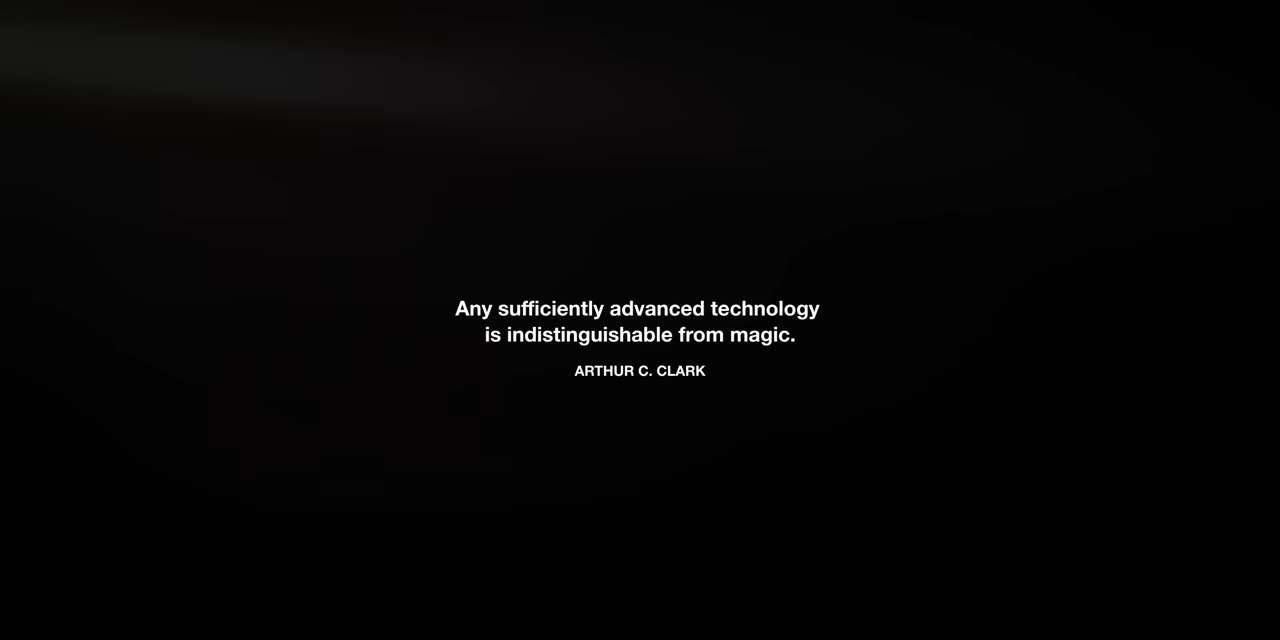 Any sufficiently advanced technology
is indistinguishable from magic.
ARTHUR C. CLARK